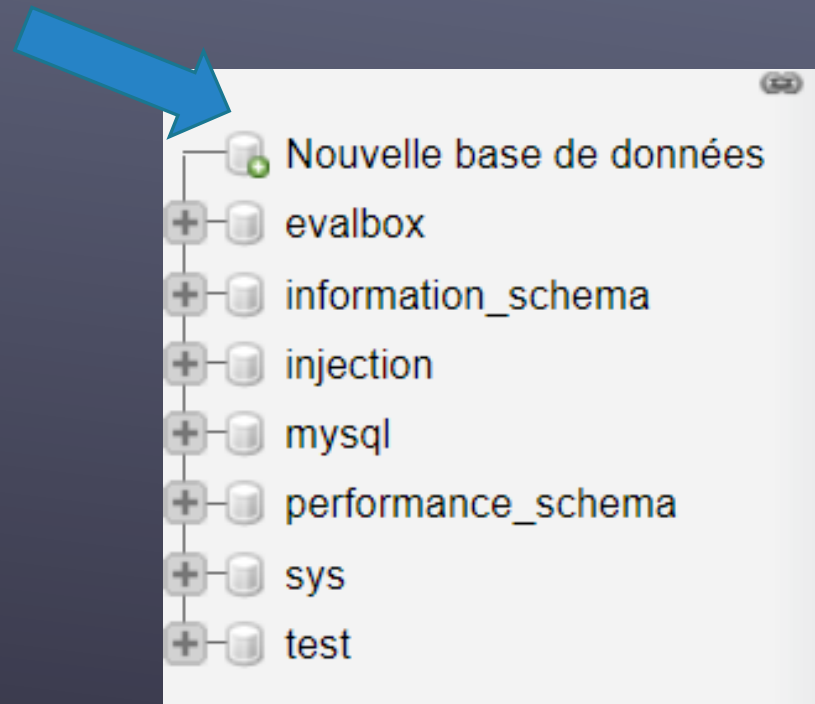 Nouvelle base de données
evalbox
information_schema
injection
mysql
performance_schema
sys
test